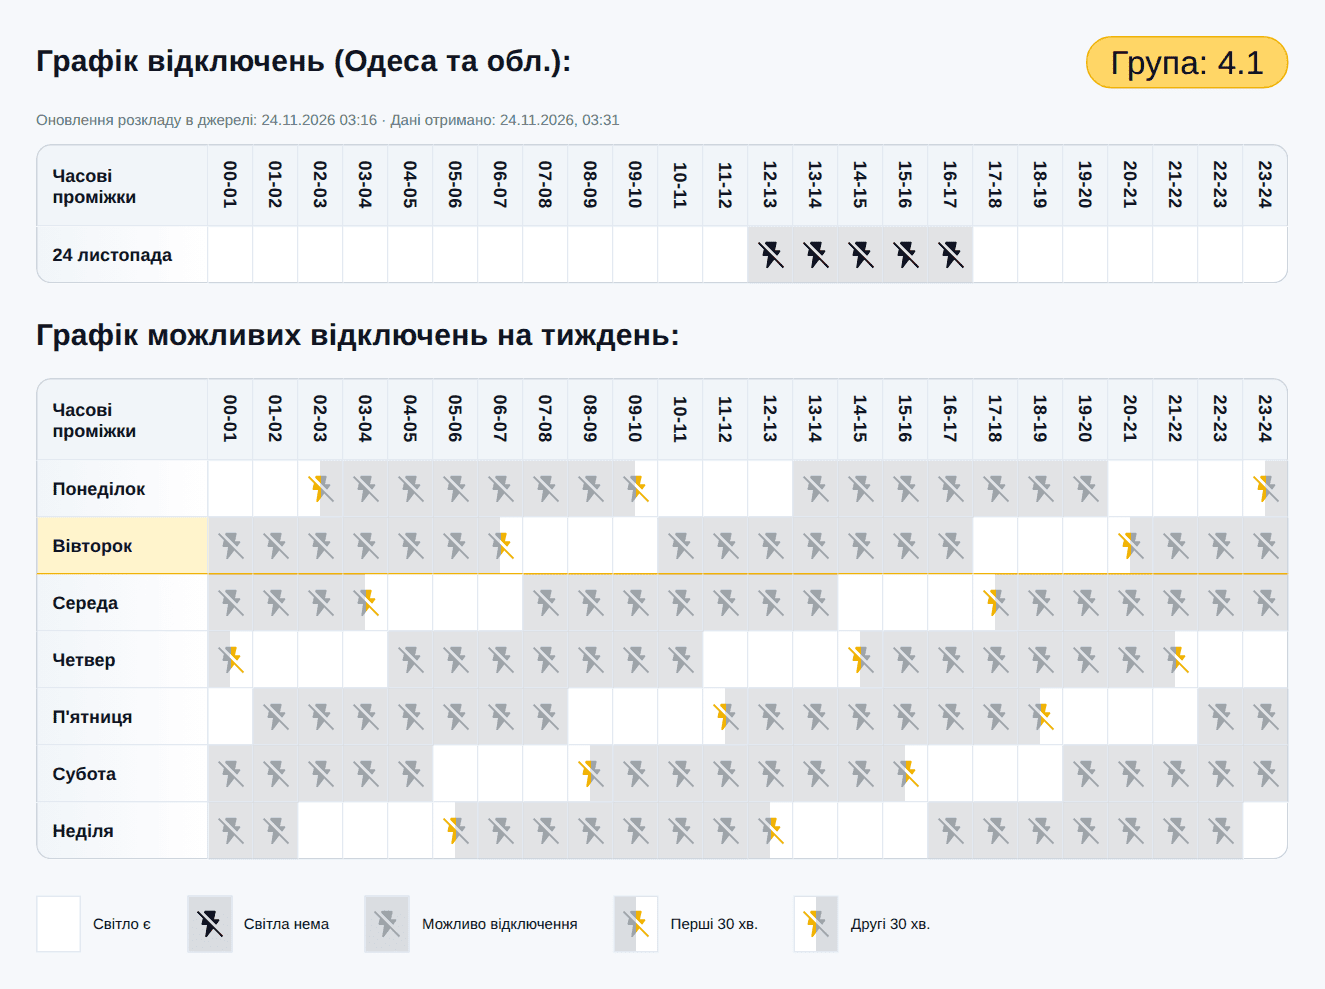 Графік відключень (Одеса та обл.):
Група: 4.1
Оновлення розкладу в джерелі: 24.11.2026 03:16 · Дані отримано: 24.11.2026, 03:31
Часові проміжки 00-01 01-02 02-03 03-04 04-05 05-06 06-07 07-08 08-09 09-10 10-11 11-12 12-13 13-14 14-15 15-16 16-17 17-18 18-19 19-20 20-21 21-22 22-23 23-24
24 листопада
Графік можливих відключень на тиждень:
Часові проміжки 00-01 01-02 02-03 03-04 04-05 05-06 06-07 07-08 08-09 09-10 10-11 11-12 12-13 13-14 14-15 15-16 16-17 17-18 18-19 19-20 20-21 21-22 22-23 23-24
Понеділок
Вівторок
Середа
Четвер
П'ятниця
Субота
Неділя
Світло є
Світла нема
Можливо відключення
Перші 30 хв.
Другі 30 хв.